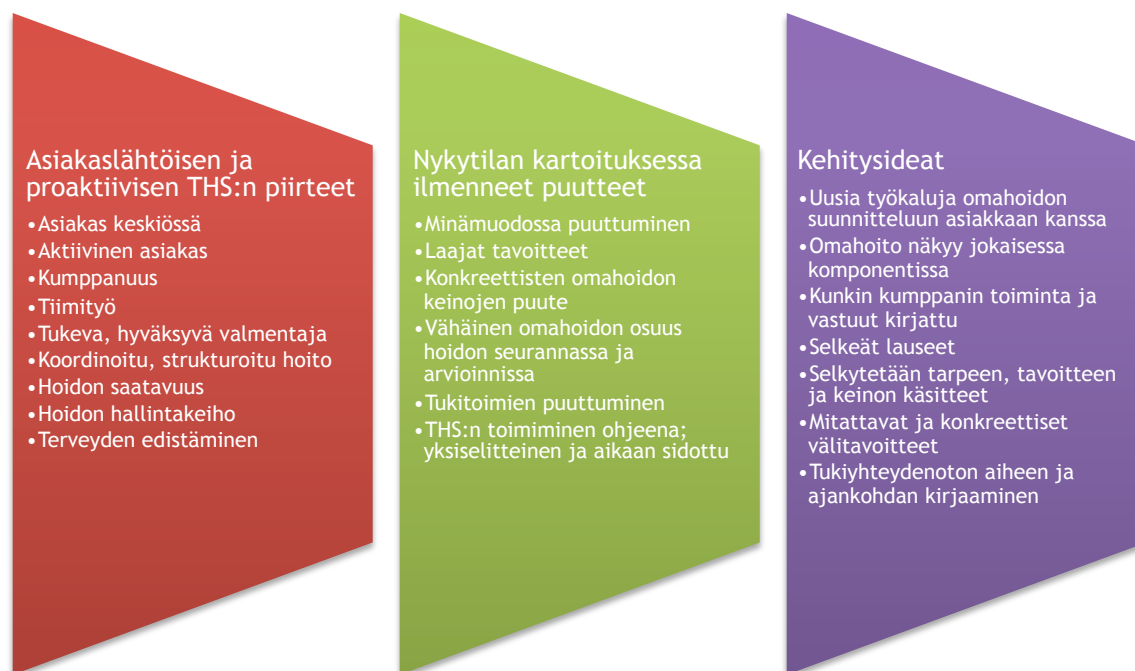 Asiakaslähtöisen ja
proaktiivisen THS:n piirteet
•Asiakas keskiössä
•Aktiivinen asiakas
•Kumppanuus
•Tiimityö
•Tukeva, hyväksyvä valmentaja
•Koordinoitu, strukturoitu hoito
•Hoidon saatavuus
•Hoidon hallintakeiho
•Terveyden edistäminen
Nykytilan kartoituksessa
ilmenneet puutteet
•Minämuodossa puuttuminen
•Laajat tavoitteet
•Konkreettisten omahoidon
keinojen puute
•Vähäinen omahoidon osuus
hoidon seurannassa ja
arvioinnissa
•Tukitoimien puuttuminen
•THS:n toimiminen ohjeena;
yksiselitteinen ja aikaan sidottu
Kehitysideat
•Uusia työkaluja omahoidon
suunnitteluun asiakkaan kanssa
•Omahoito näkyy jokaisessa
komponentissa
•Kunkin kumppanin toiminta ja
vastuut kirjattu
•Selkeät lauseet
•Selkytetään tarpeen, tavoitteen
ja keinon käsitteet
•Mitattavat ja konkreettiset
välitavoitteet
•Tukiyhteydenoton aiheen ja
ajankohdan kirjaaminen